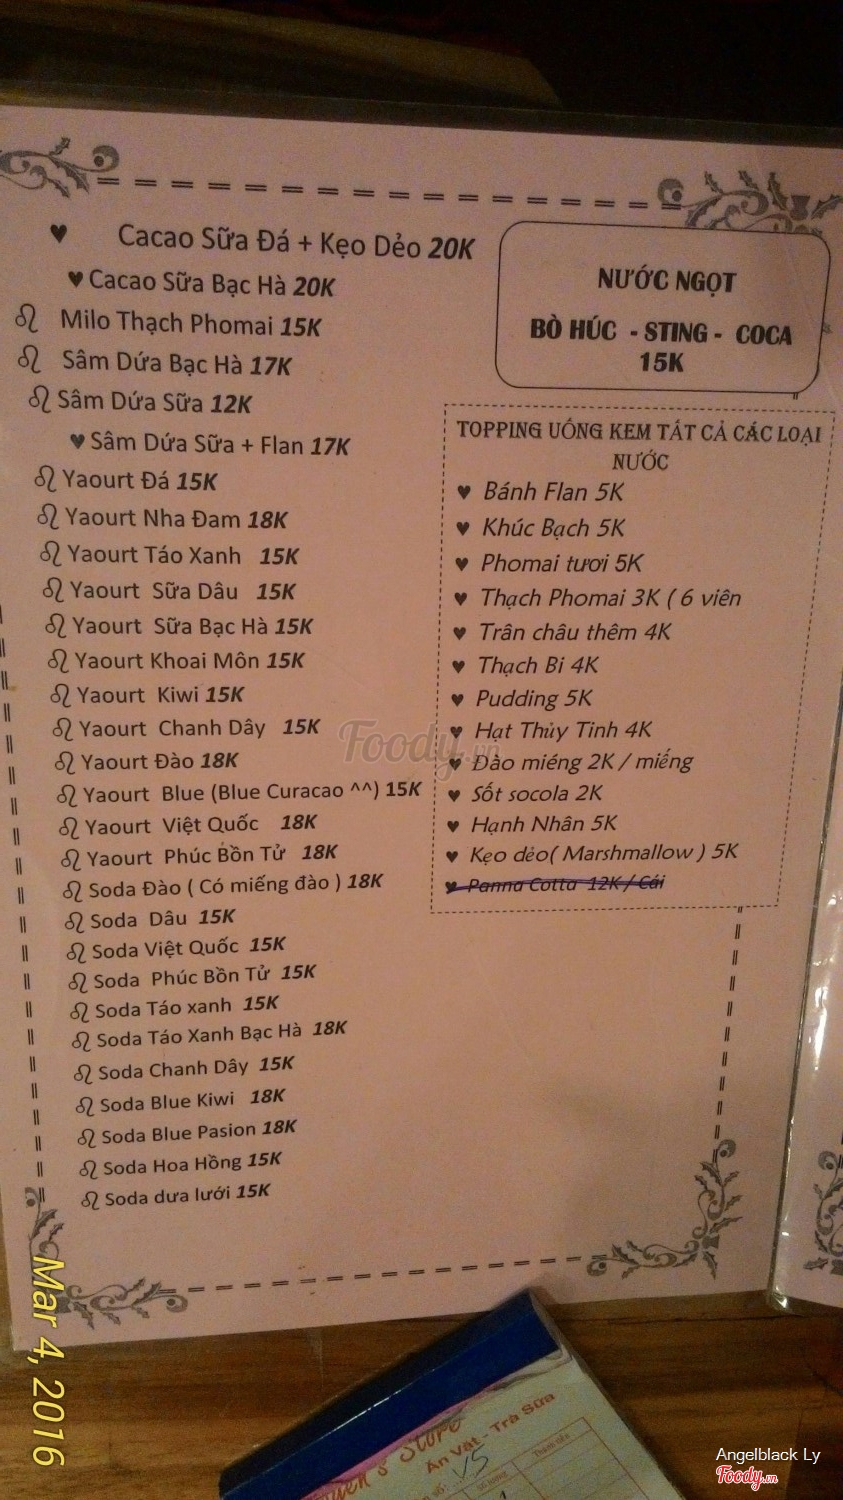 Cacao Sữa Đá + Kẹo Dẻo 20K
Cacao Sữa Bạc Hà 20K
Milo Thạch Phomai 15K
Sâm Dứa Bạc Hà 17K
Sâm Dứa Sữa 12K
Sâm Dứa Sữa + Flan 17K
Yaourt Đá 15K
Yaourt Nha Đam 18K
Yaourt Táo Xanh 15K
Yaourt Sữa Dâu 15K
Yaourt Sữa Bạc Hà 15K
Yaourt Khoai Môn 15K
Yaourt Kiwi 15K
Yaourt Chanh Dây 15K
Yaourt Đào 18K
Yaourt Blue (Blue Curacao ^^) 15K
Yaourt Việt Quốc 18K
Yaourt Phúc Bồn Tử 18K
Soda Đào ( Có miếng đào ) 18K
Soda Dâu 15K
Soda Việt Quốc 15K
Soda Phúc Bồn Tử 15K
Soda Táo xanh 15K
Soda Táo Xanh Bạc Hà 18K
Soda Chanh Dây 15K
Soda Blue Kiwi 18K
Soda Blue Pasion 18K
Soda Hoa Hồng 15K
Soda dưa lưới 15K
NƯỚC NGỌT
BÒ HÚC - STING - COCA
15K
TOPPING UỐNG KEM TẤT CẢ CÁC LOẠI
NƯỚC
Bánh Flan 5K
Khúc Bạch 5K
Phomai tươi 5K
Thạch Phomai 3K ( 6 viên
Trân châu thêm 4K
Thạch Bi 4K
Pudding 5K
Hạt Thủy Tinh 4K
Đào miéng 2K / miếng
Sốt socola 2K
Hạnh Nhân 5K
Kẹo dẻo( Marshmallow ) 5K
Panna Cotta 12K / Cái
Foody.vn
Mar 4, 2016
Store
Ăn Vặt - Trà Sữa
15
Angelblack Ly
Foody.vn